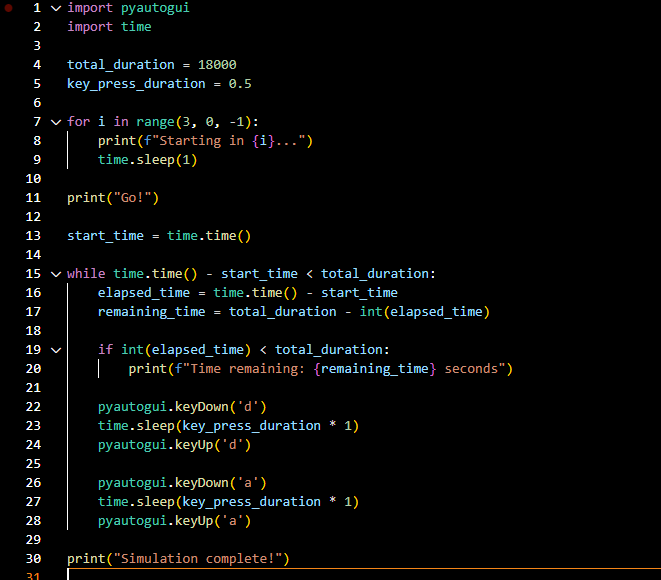 1 import pyautogui
2 import time
3
4 total_duration = 18000
5 key_press_duration = 0.5
6
7 for i in range(3, 0, -1):
8     print(f"Starting in {i}...")
9     time.sleep(1)
10
11 print("Go!")
12
13 start_time = time.time()
14
15 while time.time() - start_time < total_duration:
16     elapsed_time = time.time() - start_time
17     remaining_time = total_duration - int(elapsed_time)
18
19     if int(elapsed_time) < total_duration:
20         print(f"Time remaining: {remaining_time} seconds")
21
22     pyautogui.keyDown('d')
23     time.sleep(key_press_duration * 1)
24     pyautogui.keyUp('d')
25
26     pyautogui.keyDown('a')
27     time.sleep(key_press_duration * 1)
28     pyautogui.keyUp('a')
29
30 print("Simulation complete!")
31